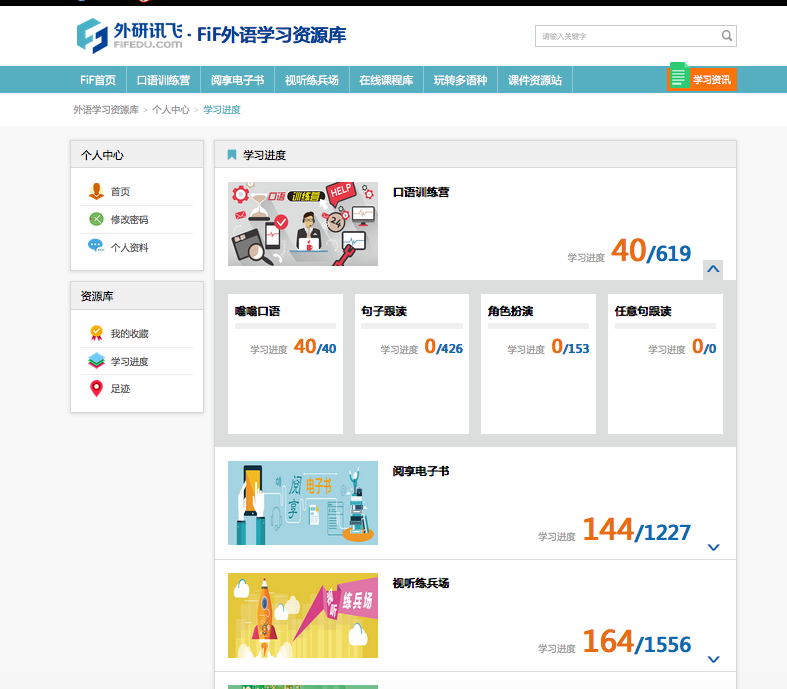 外研讯飞 · FiF外语学习资源库
FiFEDU.COM
请输入关键字
FiF首页 口语训练营 阅享电子书 视听练兵场 在线课程库 玩转多语种 课件资源站 学习资讯
外语学习资源库 > 个人中心 > 学习进度
个人中心
首页
修改密码
个人资料
资源库
我的收藏
学习进度
足迹
学习进度
口语训练营
HELP
24
口语训练营
学习进度 40/619
噏噏口语
学习进度 40/40
句子跟读
学习进度 0/426
角色扮演
学习进度 0/153
任意句跟读
学习进度 0/0
阅享电子书
阅享电子书
学习进度 144/1227
视听练兵场
视听练兵场
学习进度 164/1556